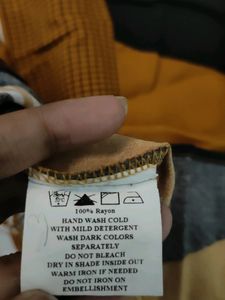 100% Rayon
HAND WASH COLD
WITH MILD DETERGENT
WASH DARK COLORS
SEPARATELY
DO NOT BLEACH
DRY IN SHADE INSIDE OUT
WARM IRON IF NEEDED
DO NOT IRON ON
EMBELLISHMENT